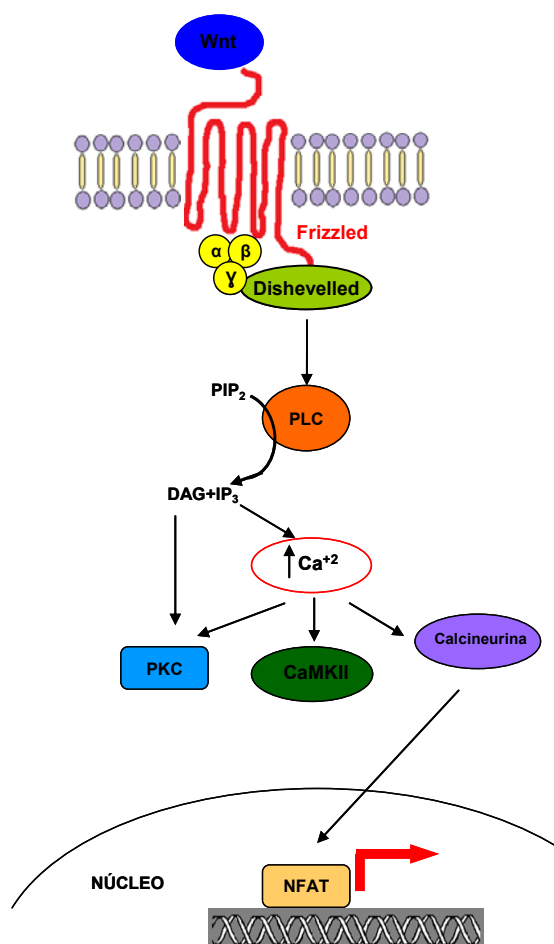 Wnt
Frizzled
α β
γ
Dishevelled
PIP₂
PLC
DAG+IP₃
Ca⁺²
Calcineurina
PKC
CaMKII
NÚCLEO
NFAT